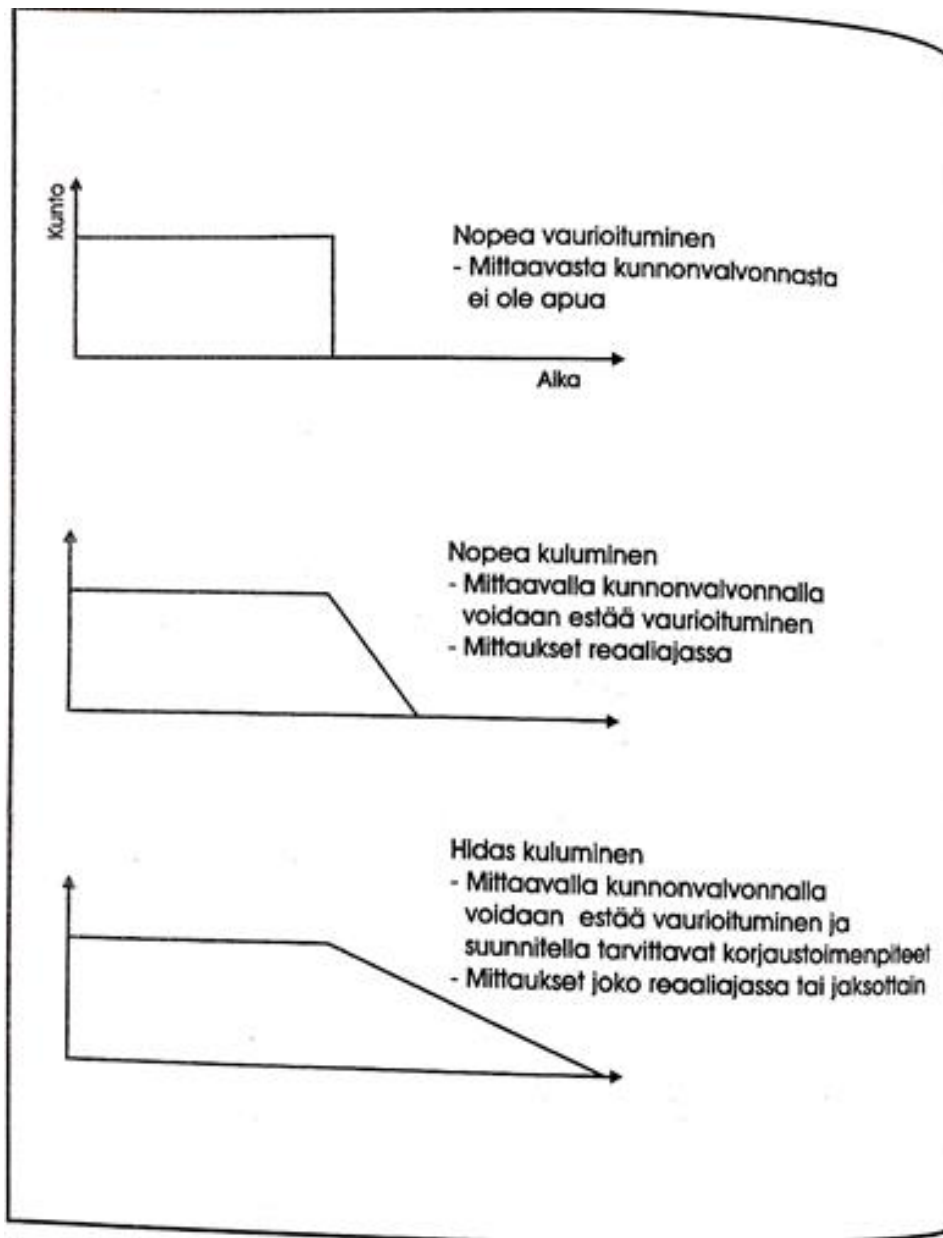 Kunto
Nopea vaurioituminen
- Mittaavasta kunnonvalvonnasta
ei ole apua
Aika
Nopea kuluminen
- Mittaavalla kunnonvalvonnalla
voidaan estää vaurioituminen
- Mittaukset reaaliajassa
Hidas kuluminen
- Mittaavalla kunnonvalvonnalla
voidaan estää vaurioituminen ja
suunnitella tarvittavat korjaustoimenpiteet
- Mittaukset joko reaaliajassa tai jaksottain